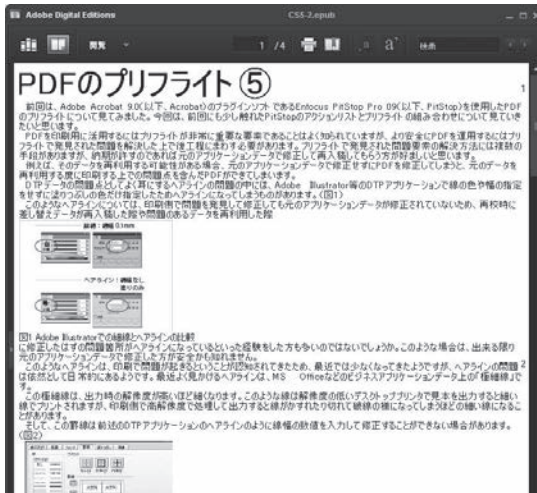 Adobe Digital Editions
CS5-2.epub
閲覧
1 /4
a
a
検索
PDFのプリフライト ⑤
1
前回は、Adobe Acrobat 9.0(以下、Acrobat)のプラグインソフトであるEnfocus PitStop Pro 09(以下、PitStop)を使用したPDF
のプリフライトについて見てみました。今回は、前回にも少し触れたPitStopのアクションリストとプリフライトの組み合わせについて見ていき
たいと思います。
PDFを印刷用に活用するにはプリフライトが非常に重要な要素であることはよく知られていますが、より安全にPDFを運用するにはプリ
フライトで発見された問題を解決した上で後工程にまわす必要があります。プリフライトで発見された問題要素の解決方法には複数の
手段がありますが、納期が許すのであれば元のアプリケーションデータで修正して再入稿してもらう方が好ましいと思います。
例えば、そのデータを再利用する可能性がある場合、元のアプリケーションデータで修正せずにPDFを修正してしまうと、元のデータを
再利用する度に印刷する上での問題点を含んだPDFができてしまいます。
DTPデータの問題点としてよく耳にするヘアラインの問題の中には、Adobe Illustrator等のDTPアプリケーションで線の色や幅の指定
をせずに塗りつぶしの色だけ指定したためヘアラインになってしまうものがあります。(図1)
このようなヘアラインについては、印刷側で問題を発見して修正しても元のアプリケーションデータが修正されていないため、再校時に
差し替えデータが再入稿した際や問題のあるデータを再利用した際
線幅 0.1mm
ヘアライン：線幅なし
塗りのみ
図1 Adobe Illustratorでの細線とヘアラインの比較
に修正したはずの問題箇所がヘアラインになっているといった経験をした方も多いのではないでしょうか。このような場合は、出来る限り
元のアプリケーションデータで修正した方が安全かも知れません。
このようなヘアラインは、印刷で問題が起きるということが認知されてきたため、最近では少なくなってきたようですが、ヘアラインの問題
2
は依然として日常的にあるようです。最近よく見かけるヘアラインは、MS Officeなどのビジネスアプリケーションデータ上の「極細線」で
す。
この極細線は、出力時の解像度が高いほど細くなります。このような線は解像度の低いデスクトッププリンタで見本を出力すると細い
線でプリントされますが、印刷側で高解像度で処理して出力すると線がかすれたり切れて破線の様になってしまうほどの細い線になるこ
とがあります。
そして、この罫線は前述のDTPアプリケーションのヘアラインのように線幅の数値を入力して修正することができない場合があります。
(図2)